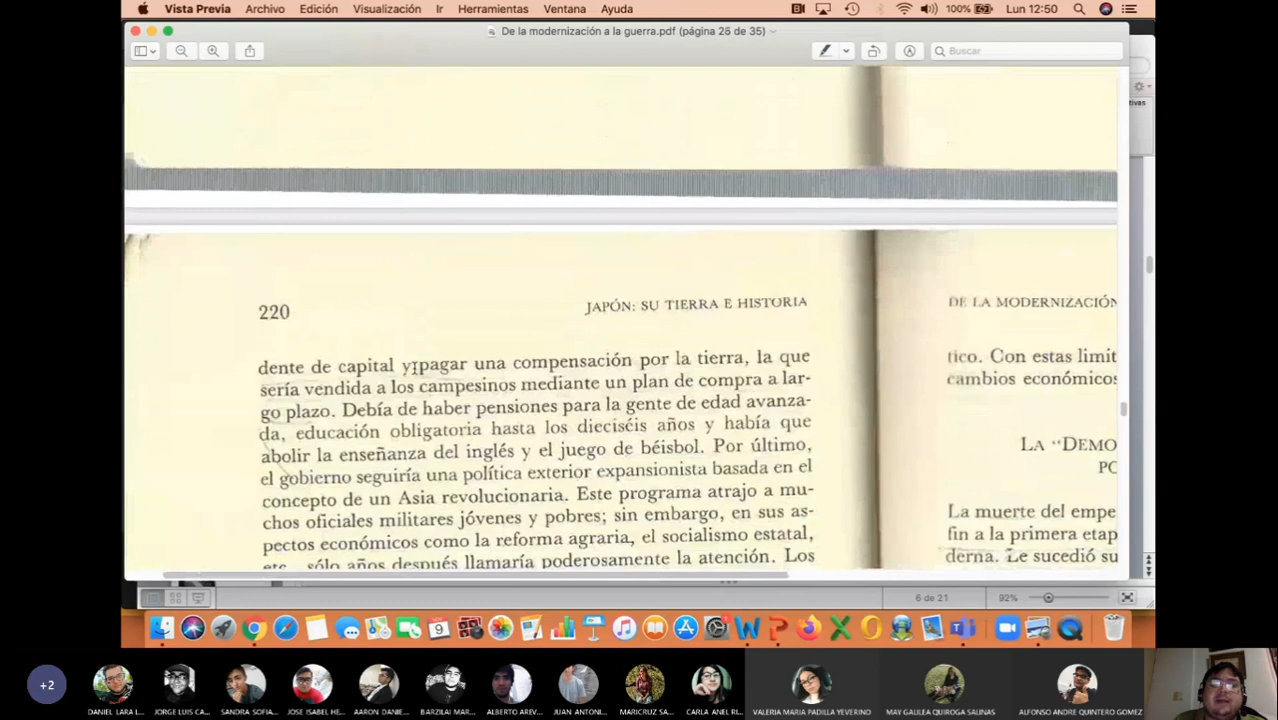 Vista Previa Archivo Edición Visualización Ir Herramientas Ventana Ayuda 100% Lun 12:50
De la modernización a la guerra.pdf (página 28 de 35)
Buscar
tivas
220
JAPÓN: SU TIERRA E HISTORIA
dente de capital y pagar una compensación por la tierra, la que
sería vendida a los campesinos mediante un plan de compra a lar-
go plazo. Debía de haber pensiones para la gente de edad avanza-
da, educación obligatoria hasta los dieciséis años y había que
abolir la enseñanza del inglés y el juego de béisbol. Por último,
el gobierno seguiría una política exterior expansionista basada en el
concepto de un Asia revolucionaria. Este programa atrajo a mu-
chos oficiales militares jóvenes y pobres; sin embargo, en sus as-
pectos económicos como la reforma agraria, el socialismo estatal,
etc., sólo años después llamaría poderosamente la atención. Los
DE LA MODERNIZACIÓN
tico. Con estas limit
cambios económicos
LA “DEMO
PO
La muerte del empe
fin a la primera etap
derna. Le sucedió su
6 de 21 92%
9
+2
DANIEL LARA L...
JORGE LUIS CA...
SANDRA SOFIA...
JOSE ISABEL HE...
AARON DANIE...
BARZILAI MAR...
ALBERTO AREV...
JUAN ANTONI...
MARICRUZ SA...
CARLA ANEL RI...
VALERIA MARIA PADILLA YEVERINO
MAY GAULEA QUIROGA SALINAS
ALFONSO ANDRE QUINTERO GOMEZ